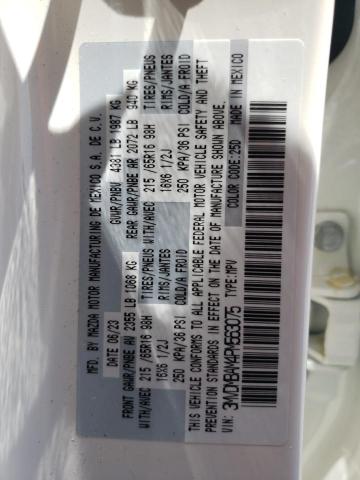 MFD. BY MAZDA MOTOR MANUFACTURING DE MEXICO S.A. DE C.V.
DATE 06/23 GVWR/PNBV 4381 LB 1987 KG
FRONT GAWR/PNBE AV 2355 LB 1068 KG REAR GAWR/PNBE AR 2072 LB 940 KG
WITH/AVEC 215 /65R16 98H TIRES/PNEUS WITH/AVEC 215 /65R16 98H TIRES/PNEUS
16X6 1/2J RIMS/JANTES 16X6 1/2J RIMS/JANTES
250 KPA/36 PSI COLD/A FROID 250 KPA/36 PSI COLD/A FROID
THIS VEHICLE CONFORMS TO ALL APPLICABLE FEDERAL MOTOR VEHICLE SAFETY AND THEFT
PREVENTION STANDARDS IN EFFECT ON THE DATE OF MANUFACTURE SHOWN ABOVE.
MADE IN MEXICO
VIN: 3MVDMBAM4PM563075 TYPE:MPV COLOR CODE:25D